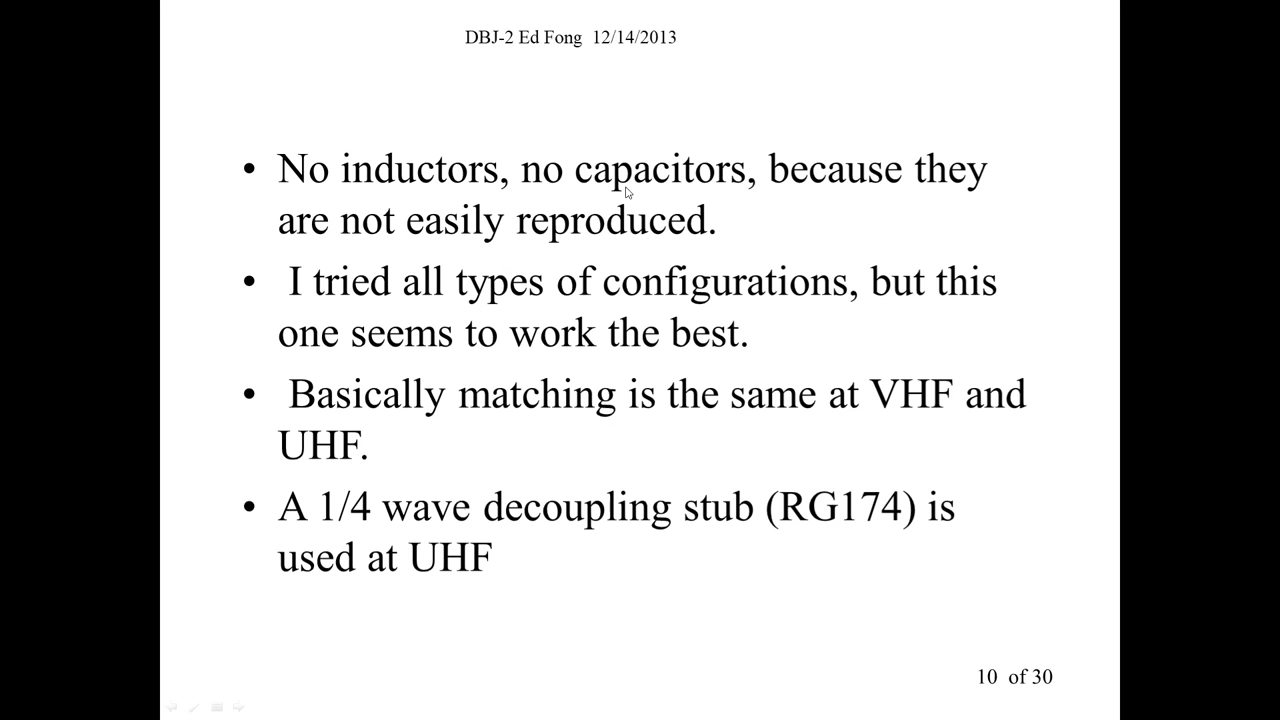 DBJ-2 Ed Fong 12/14/2013
• No inductors, no capacitors, because they
are not easily reproduced.
• I tried all types of configurations, but this
one seems to work the best.
• Basically matching is the same at VHF and
UHF.
• A 1/4 wave decoupling stub (RG174) is
used at UHF
10 of 30